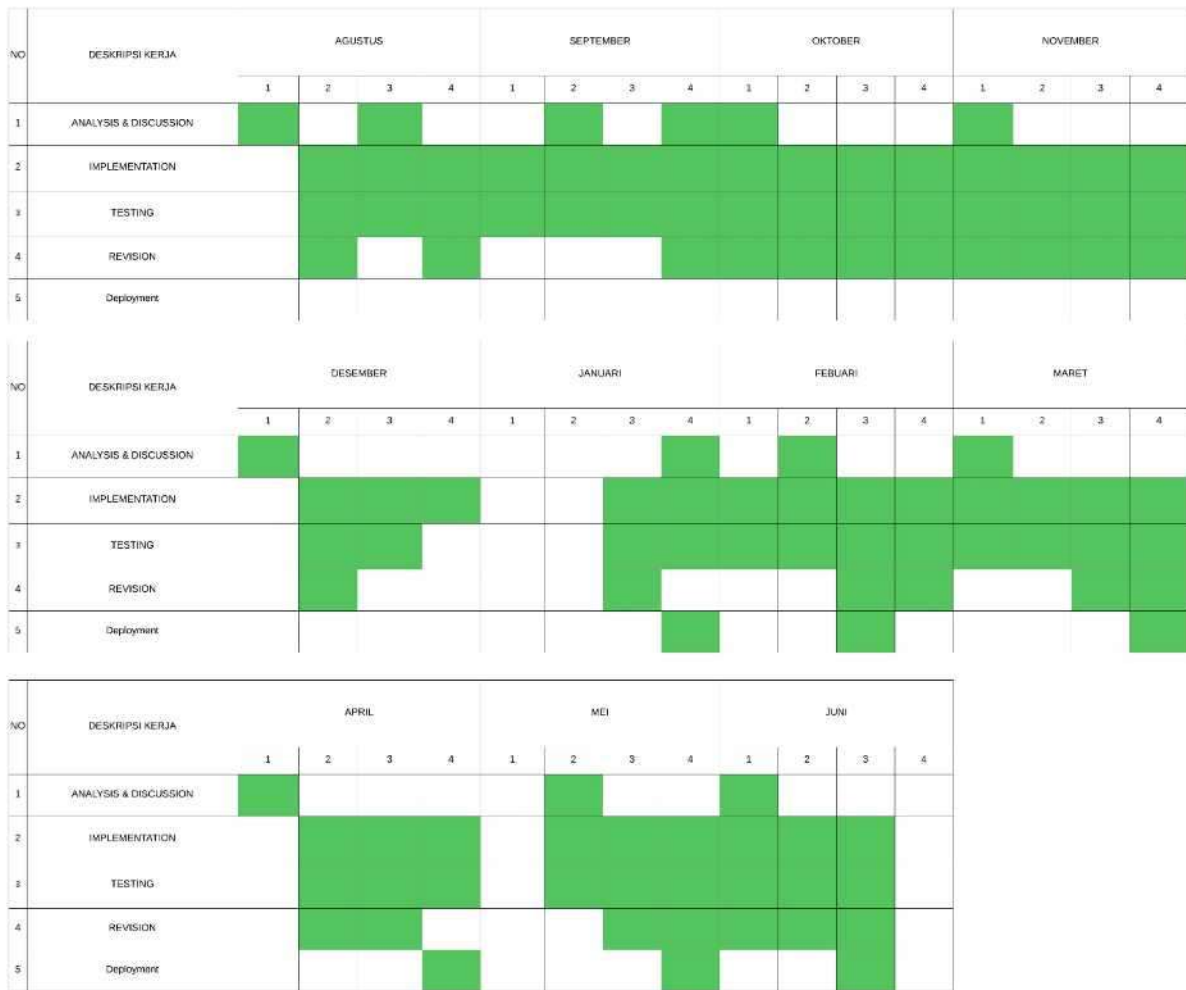 NO DESKRIPSI KERJA AGUSTUS SEPTEMBER OKTOBER NOVEMBER
1 2 3 4 1 2 3 4 1 2 3 4 1 2 3 4
1 ANALYSIS & DISCUSSION
2 IMPLEMENTATION
3 TESTING
4 REVISION
5 Deployment
NO DESKRIPSI KERJA DESEMBER JANUARI FEBUARI MARET
1 2 3 4 1 2 3 4 1 2 3 4 1 2 3 4
1 ANALYSIS & DISCUSSION
2 IMPLEMENTATION
3 TESTING
4 REVISION
5 Deployment
NO DESKRIPSI KERJA APRIL MEI JUNI
1 2 3 4 1 2 3 4 1 2 3 4
1 ANALYSIS & DISCUSSION
2 IMPLEMENTATION
3 TESTING
4 REVISION
5 Deployment